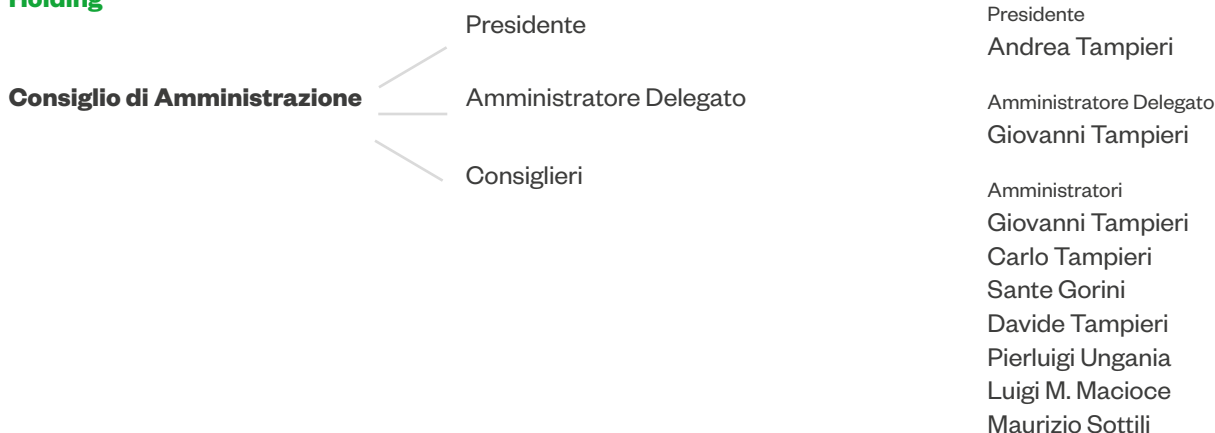 Holding
Consiglio di Amministrazione
Presidente
Amministratore Delegato
Consiglieri
Presidente
Andrea Tampieri
Amministratore Delegato
Giovanni Tampieri
Amministratori
Giovanni Tampieri
Carlo Tampieri
Sante Gorini
Davide Tampieri
Pierluigi Ungania
Luigi M. Macioce
Maurizio Sottili